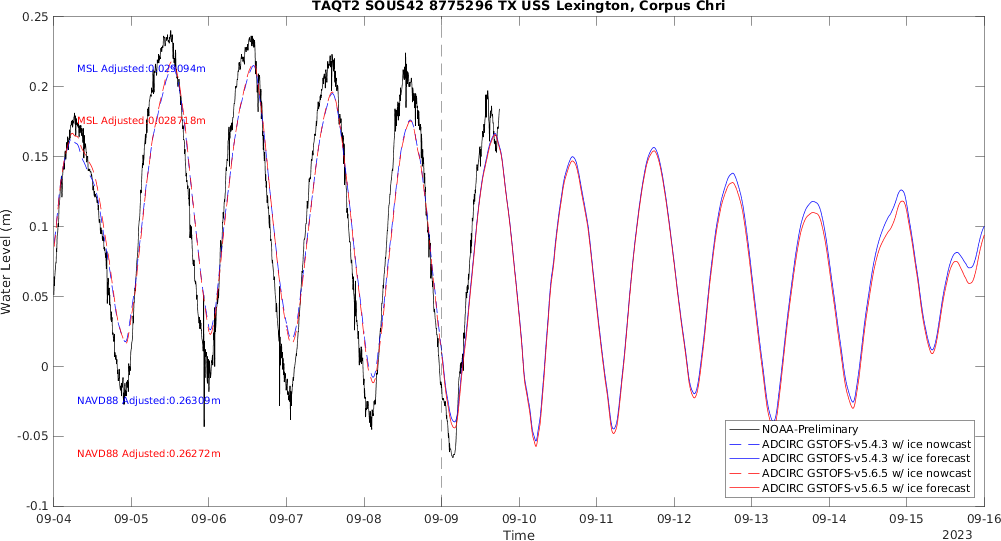 TAQT2 SOUS42 8775296 TX USS Lexington, Corpus Chri
0.25
0.2
0.15
0.1
0.05
0
-0.05
-0.1
Water Level (m)
MSL Adjusted:0.029094m
MSL Adjusted:0.028718m
NAVD88 Adjusted:0.26309m
NAVD88 Adjusted:0.26272m
NOAA-Preliminary
ADCIRC GSTOFS-v5.4.3 w/ ice nowcast
ADCIRC GSTOFS-v5.4.3 w/ ice forecast
ADCIRC GSTOFS-v5.6.5 w/ ice nowcast
ADCIRC GSTOFS-v5.6.5 w/ ice forecast
09-04 09-05 09-06 09-07 09-08 09-09 09-10 09-11 09-12 09-13 09-14 09-15 09-16
Time
2023